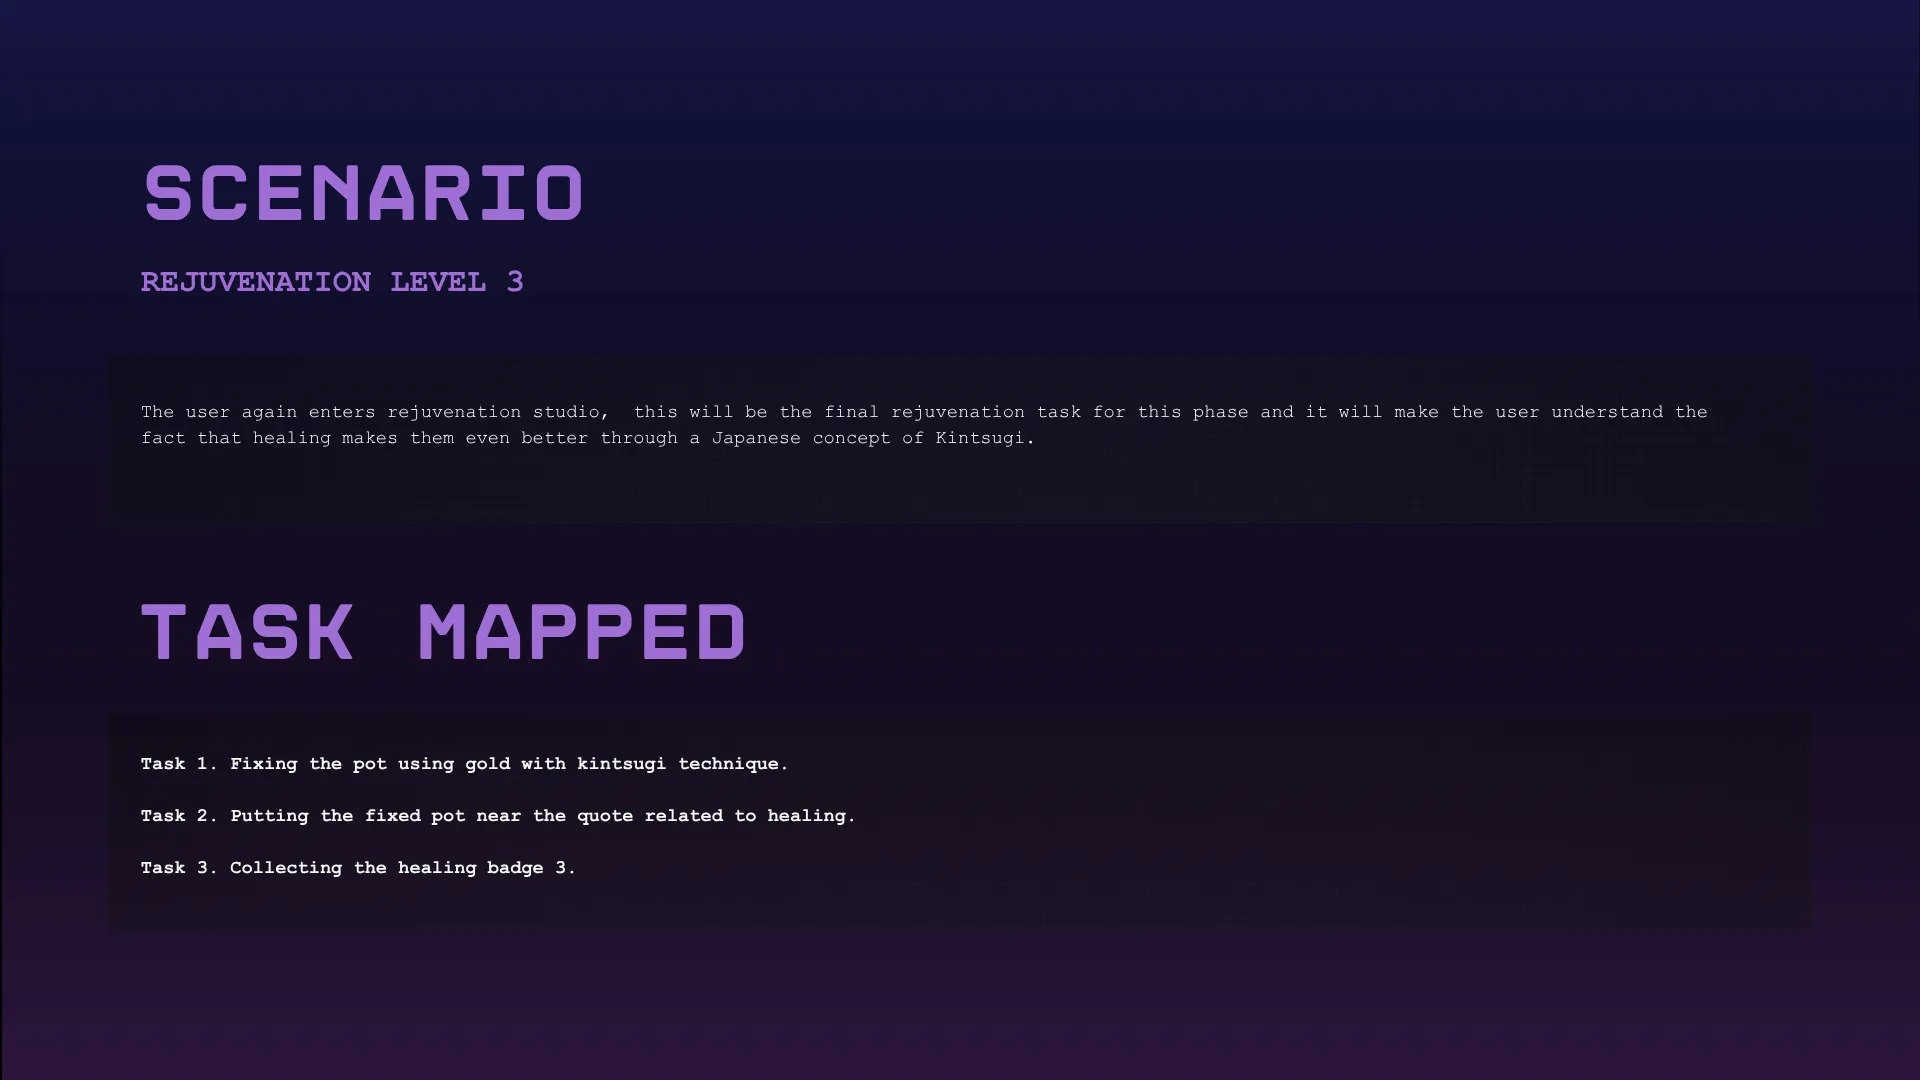 SCENARIO
REJUVENATION LEVEL 3
The user again enters rejuvenation studio,  this will be the final rejuvenation task for this phase and it will make the user understand the
fact that healing makes them even better through a Japanese concept of Kintsugi.
TASK MAPPED
Task 1. Fixing the pot using gold with kintsugi technique.
Task 2. Putting the fixed pot near the quote related to healing.
Task 3. Collecting the healing badge 3.